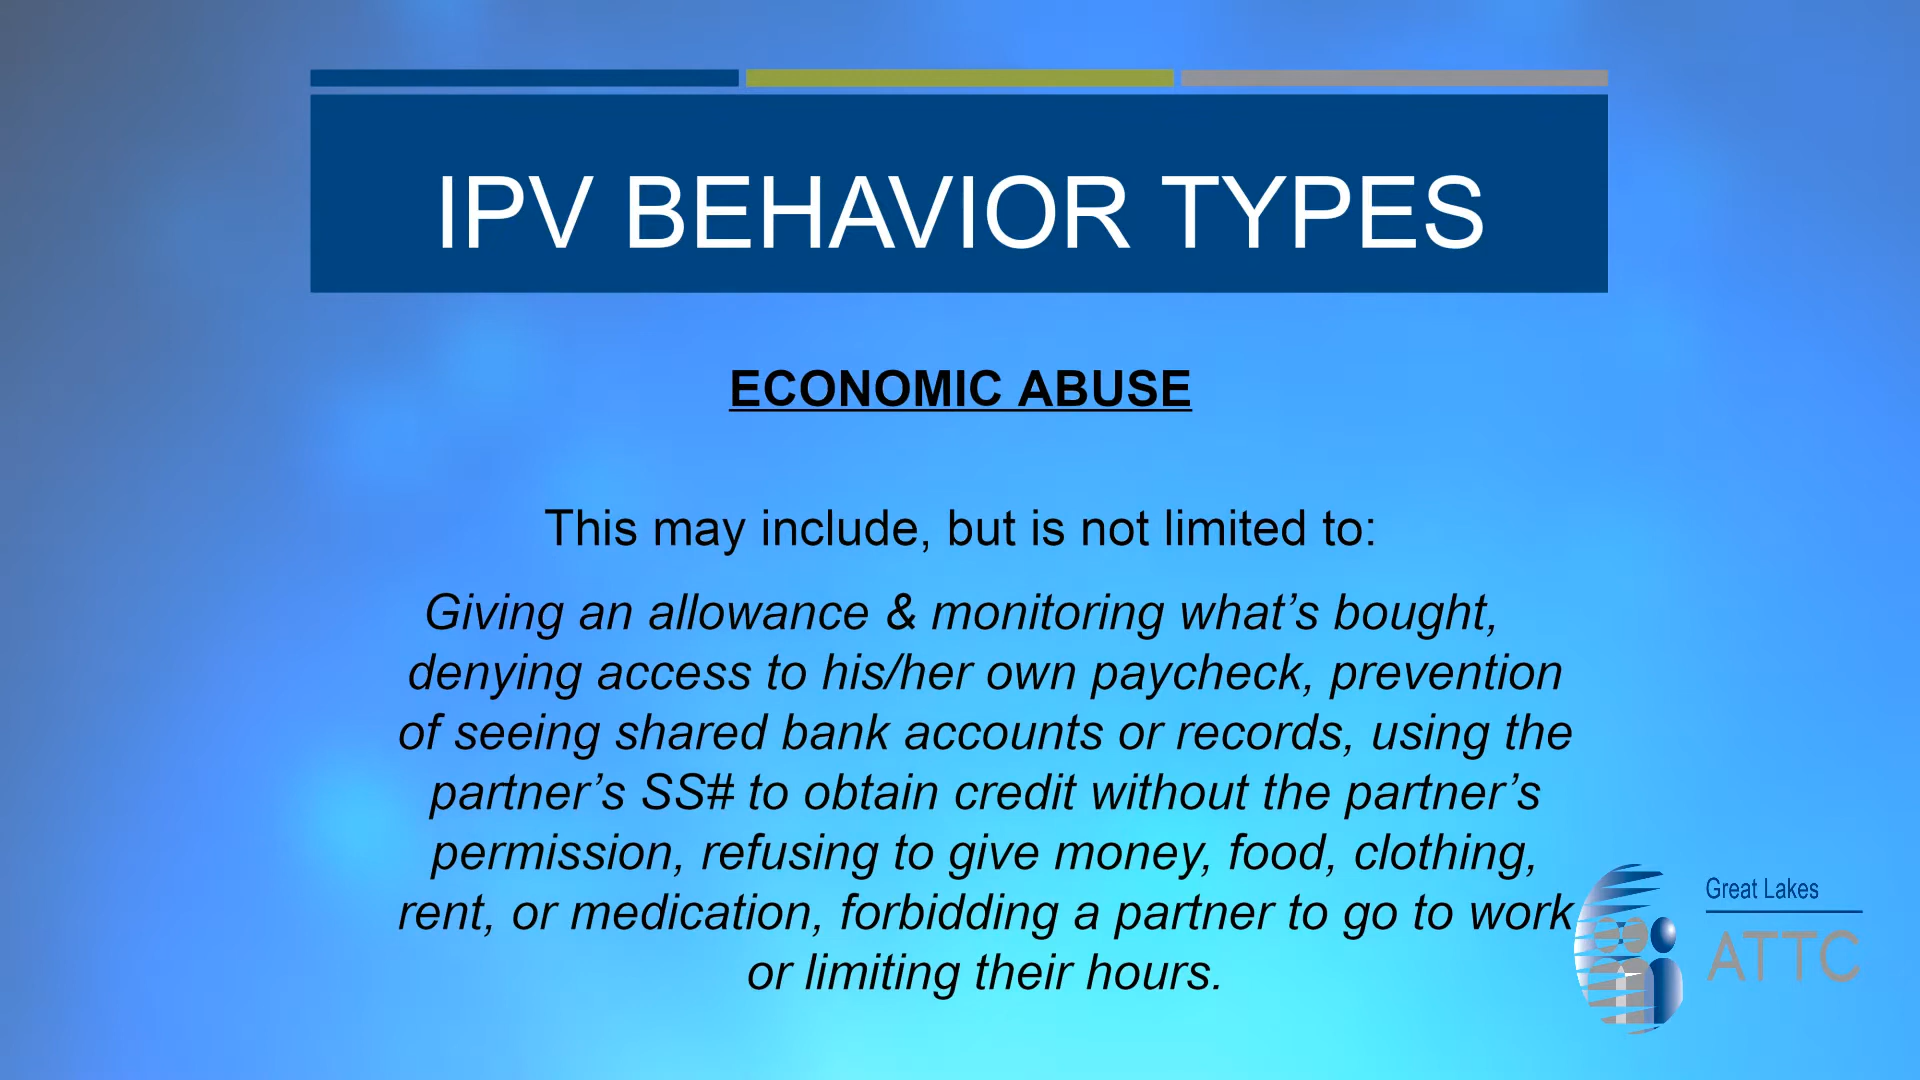 IPV BEHAVIOR TYPES
ECONOMIC ABUSE
This may include, but is not limited to:
Giving an allowance & monitoring what’s bought,
denying access to his/her own paycheck, prevention
of seeing shared bank accounts or records, using the
partner’s SS# to obtain credit without the partner’s
permission, refusing to give money, food, clothing,
rent, or medication, forbidding a partner to go to work
or limiting their hours.
Great Lakes
ATTC